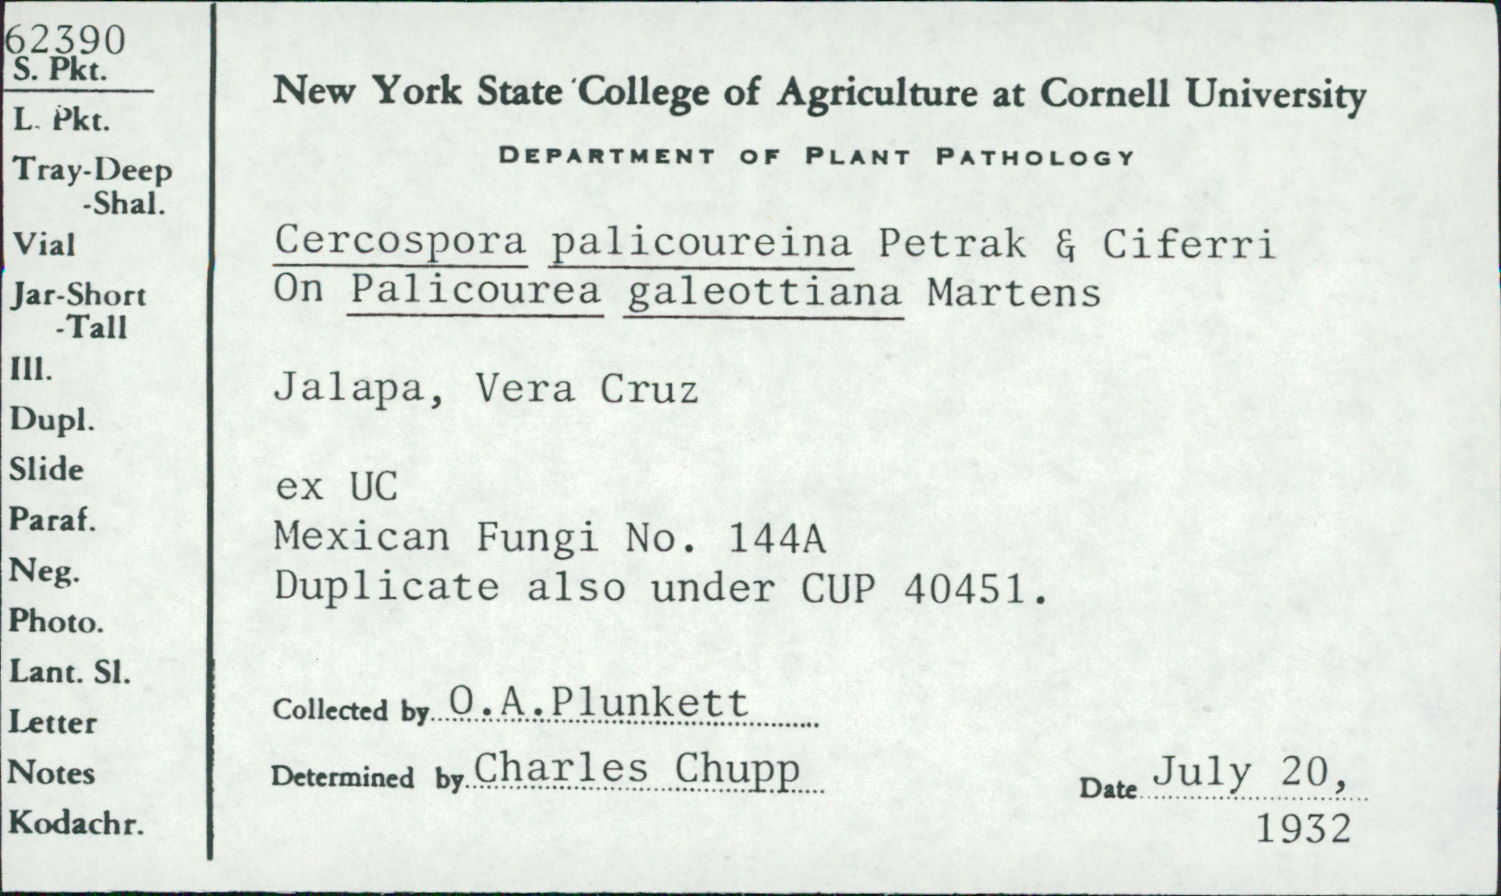 62390
S. Pkt.
L. Pkt.
Tray-Deep
-Shal.
Vial
Jar-Short
-Tall
Ill.
Dupl.
Slide
Paraf.
Neg.
Photo.
Lant. Sl.
Letter
Notes
Kodachr.
New York State College of Agriculture at Cornell University
DEPARTMENT OF PLANT PATHOLOGY
Cercospora palicoureina Petrak & Ciferri
On Palicourea galeottiana Martens
Jalapa, Vera Cruz
ex UC
Mexican Fungi No. 144A
Duplicate also under CUP 40451.
Collected by O.A.Plunkett
Determined by Charles Chupp
Date July 20,
1932